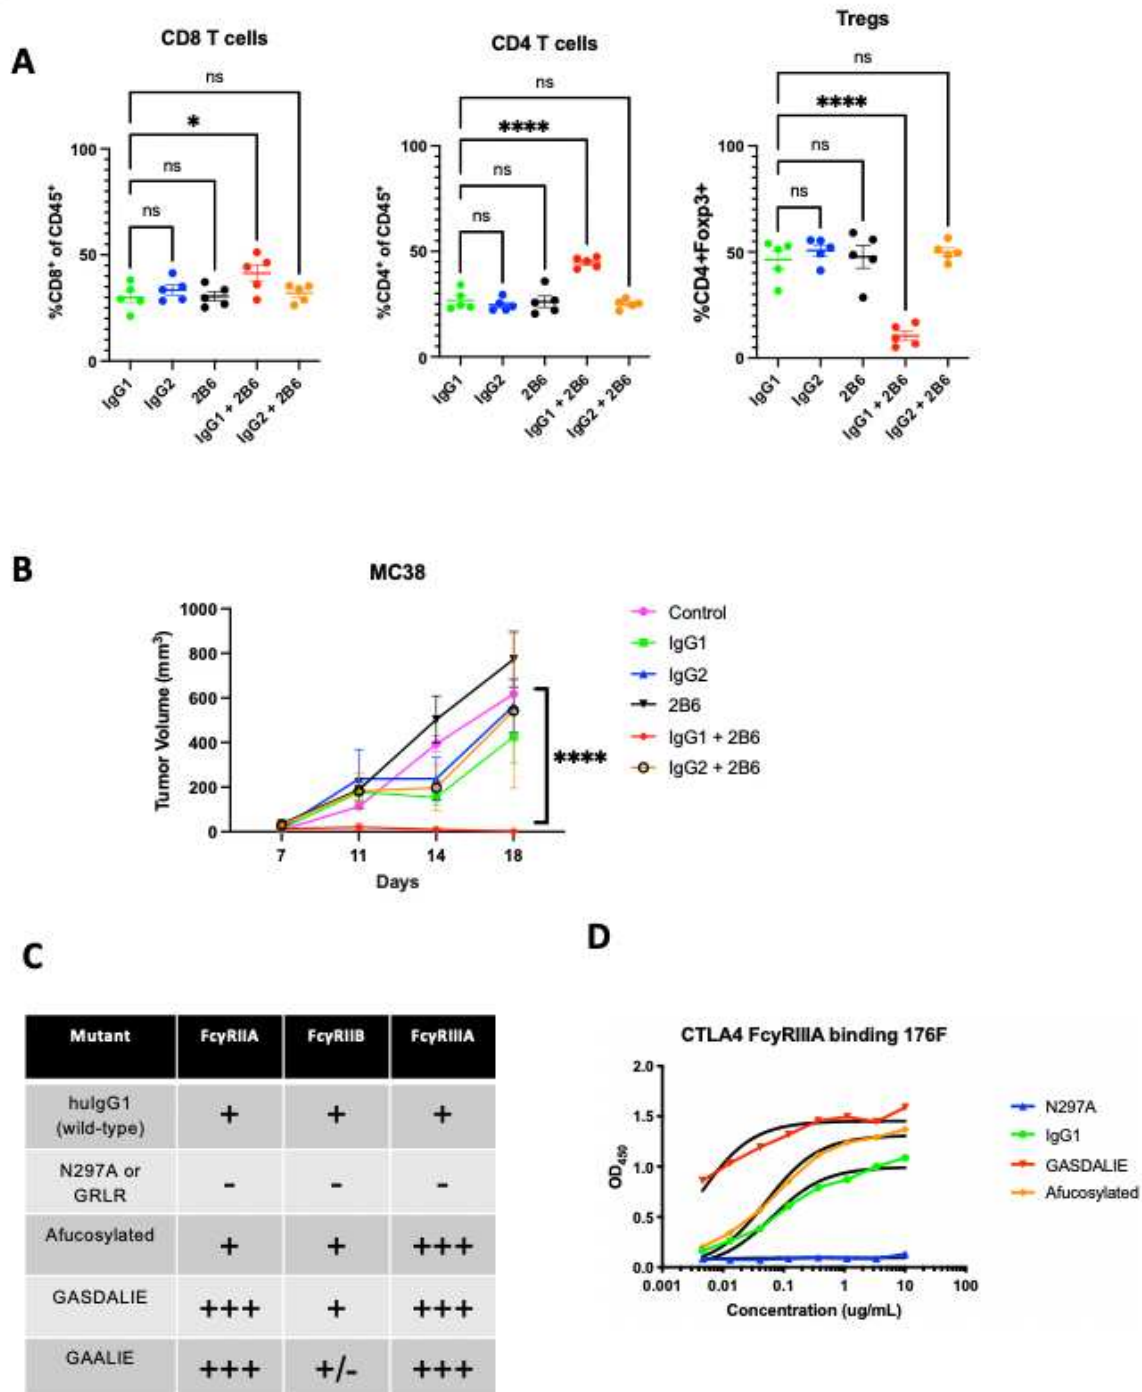 A
CD8 T cells
ns
*
ns
ns
%CD8+ of CD45+
100
50
0
IgG1
IgG2
2B6
IgG1 + 2B6
IgG2 + 2B6
CD4 T cells
ns
****
ns
ns
%CD4+ of CD45+
100
50
0
IgG1
IgG2
2B6
IgG1 + 2B6
IgG2 + 2B6
Tregs
ns
****
ns
ns
%CD4+Foxp3+
100
50
0
IgG1
IgG2
2B6
IgG1 + 2B6
IgG2 + 2B6
B
MC38
Tumor Volume (mm³)
1000
800
600
400
200
0
7 11 14 18
Days
Control
IgG1
IgG2
2B6
IgG1 + 2B6
IgG2 + 2B6
****
C
Mutant FcγRIIA FcγRIIB FcγRIIIA
huIgG1
(wild-type)
+ + +
N297A or
GRLR
- - -
Afucosylated + + +++
GASDALIE +++ + +++
GAALIE +++ +/- +++
D
CTLA4 FcγRIIIA binding 176F
OD450
2.0
1.5
1.0
0.5
0.0
0.001 0.01 0.1 1 10 100
Concentration (ug/mL)
N297A
IgG1
GASDALIE
Afucosylated